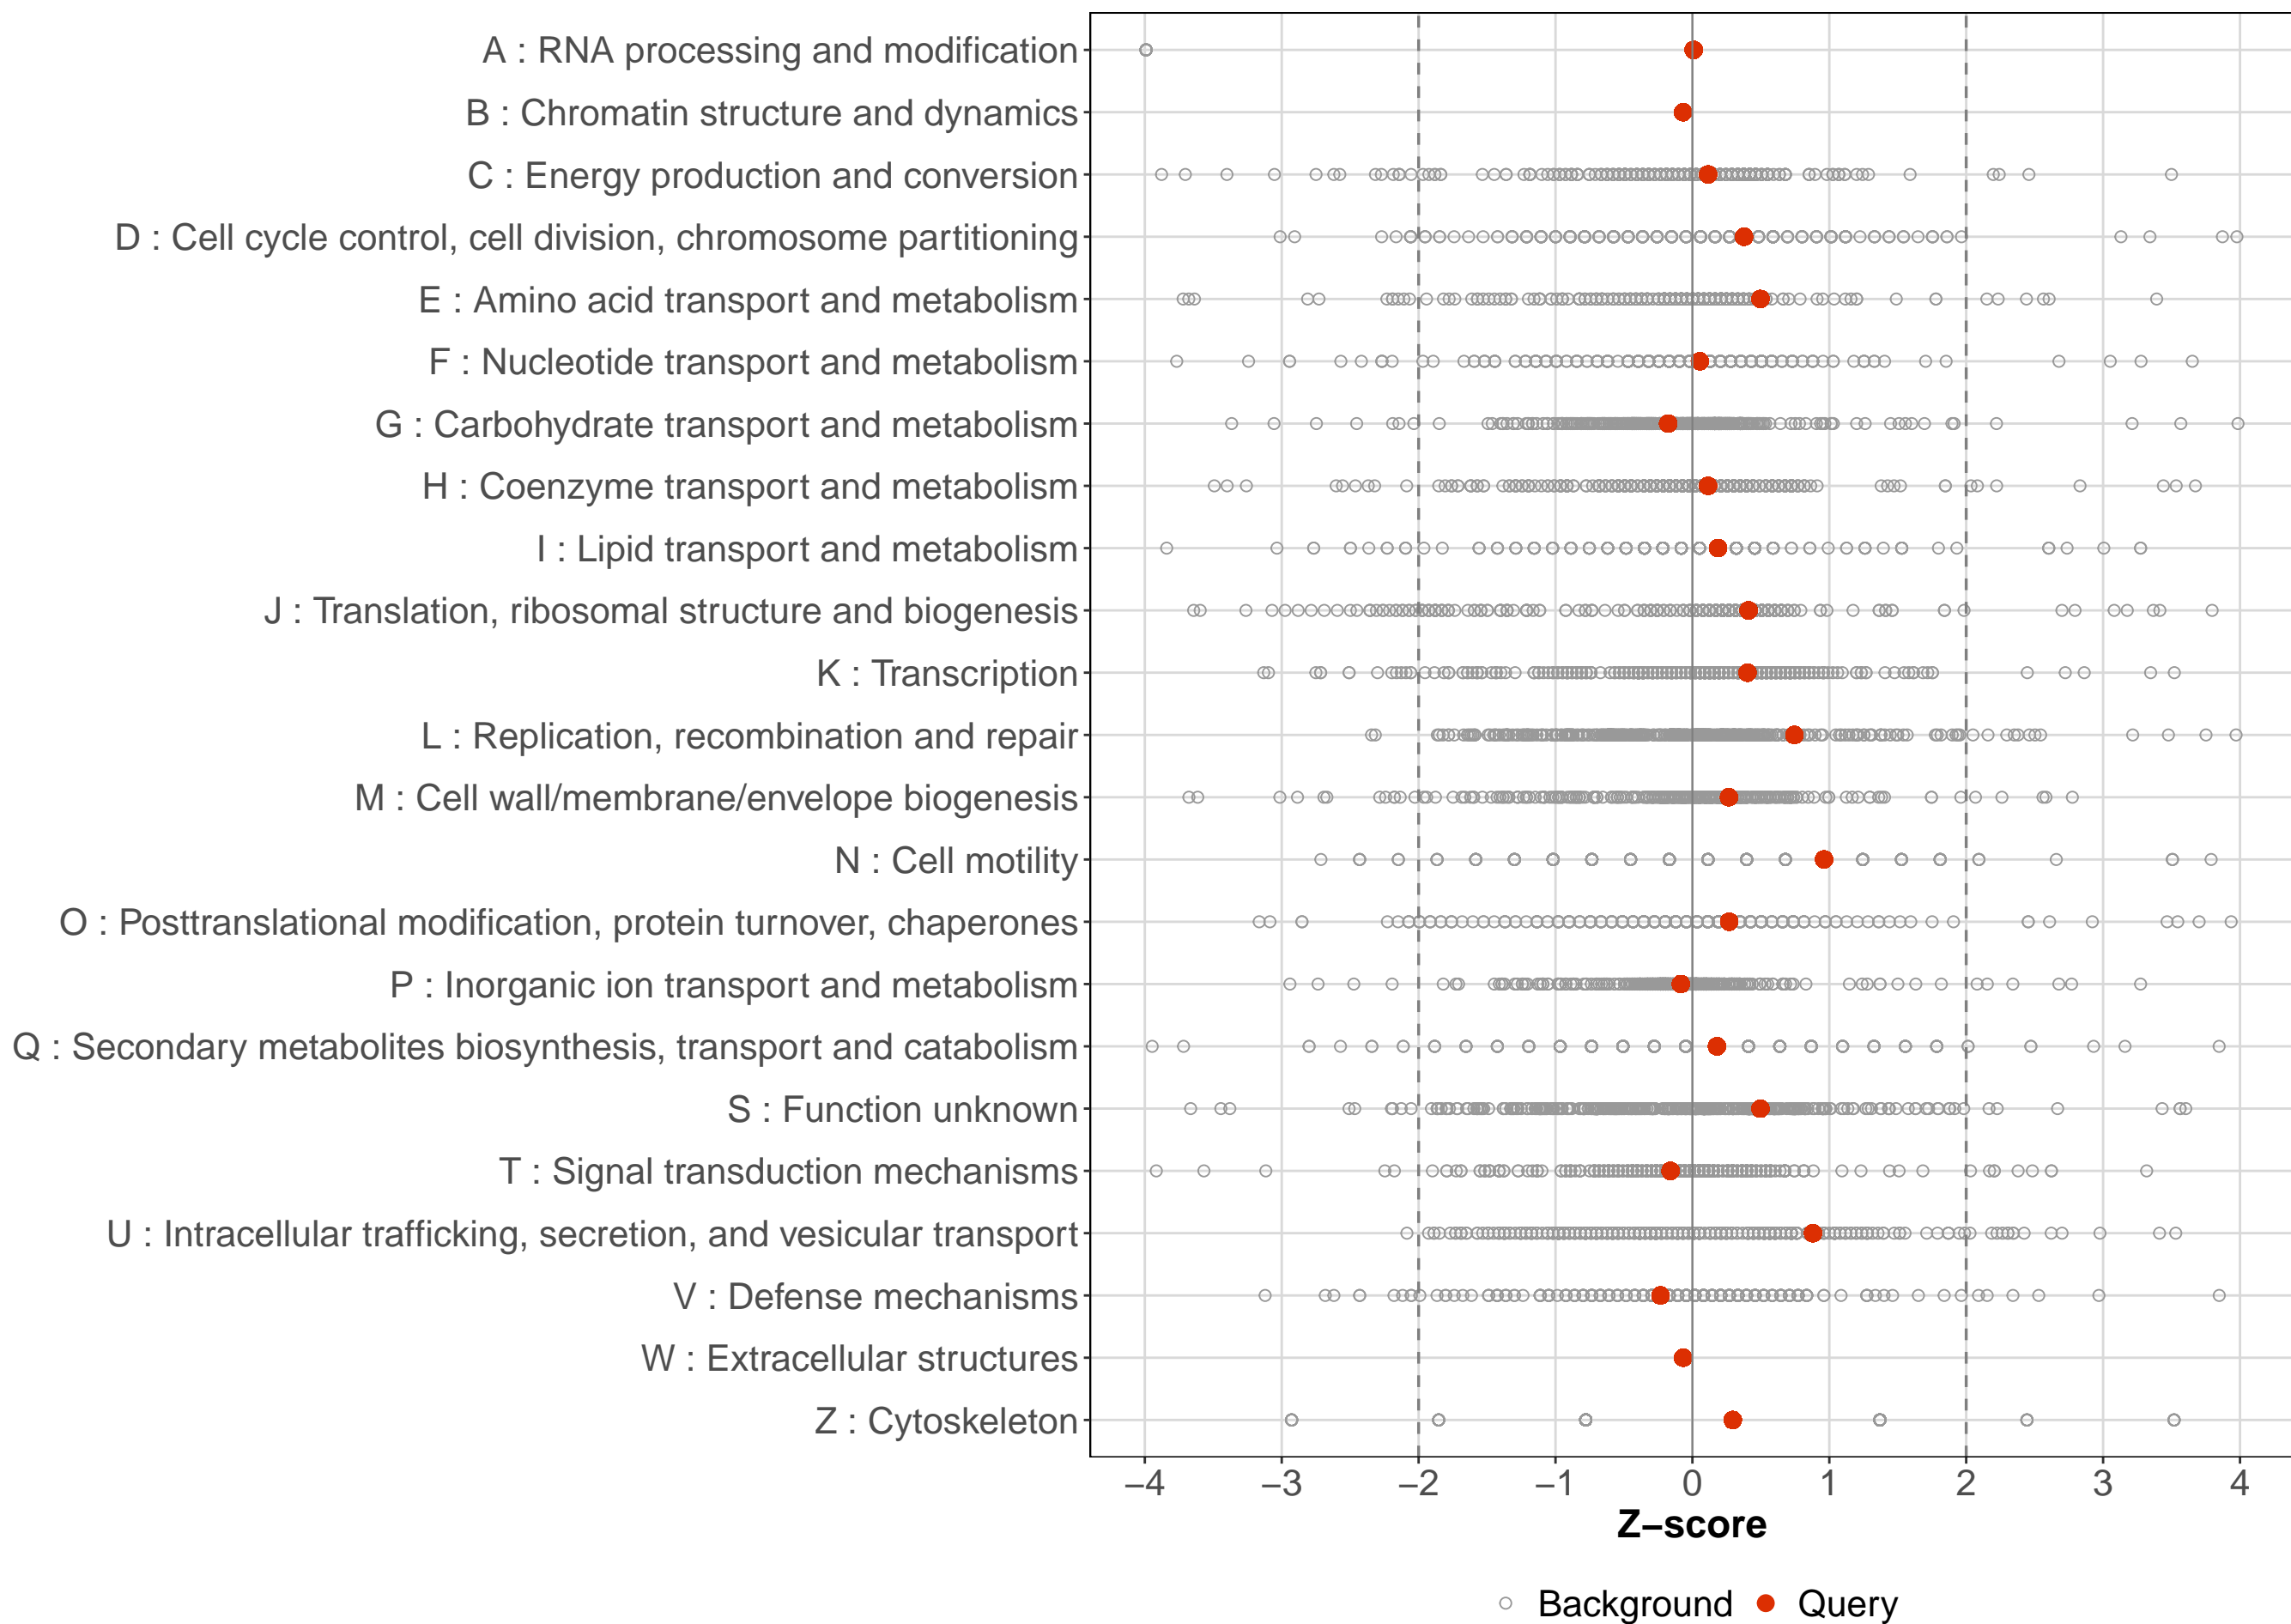 A : RNA processing and modification
B : Chromatin structure and dynamics
C : Energy production and conversion
D : Cell cycle control, cell division, chromosome partitioning
E : Amino acid transport and metabolism
F : Nucleotide transport and metabolism
G : Carbohydrate transport and metabolism
H : Coenzyme transport and metabolism
I : Lipid transport and metabolism
J : Translation, ribosomal structure and biogenesis
K : Transcription
L : Replication, recombination and repair
M : Cell wall/membrane/envelope biogenesis
N : Cell motility
O : Posttranslational modification, protein turnover, chaperones
P : Inorganic ion transport and metabolism
Q : Secondary metabolites biosynthesis, transport and catabolism
S : Function unknown
T : Signal transduction mechanisms
U : Intracellular trafficking, secretion, and vesicular transport
V : Defense mechanisms
W : Extracellular structures
Z : Cytoskeleton
−4 −3 −2 −1 0 1 2 3 4
Z−score
Background Query